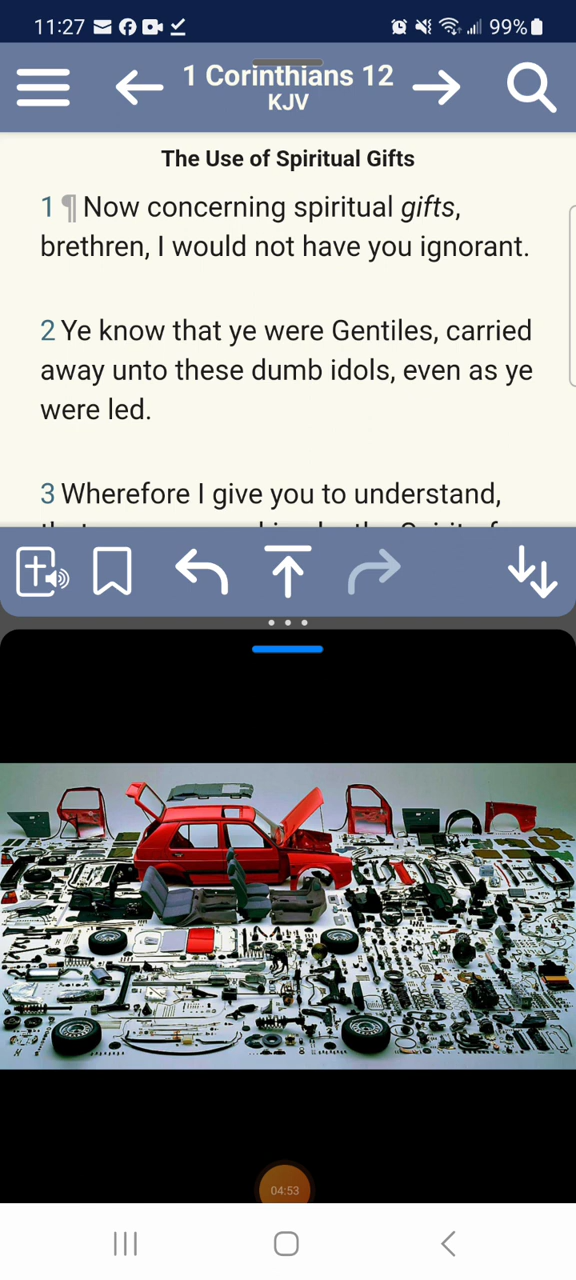 11:27
99%
1 Corinthians 12
KJV
The Use of Spiritual Gifts
1 ¶ Now concerning spiritual gifts,
brethren, I would not have you ignorant.
2 Ye know that ye were Gentiles, carried
away unto these dumb idols, even as ye
were led.
3 Wherefore I give you to understand,
04:53